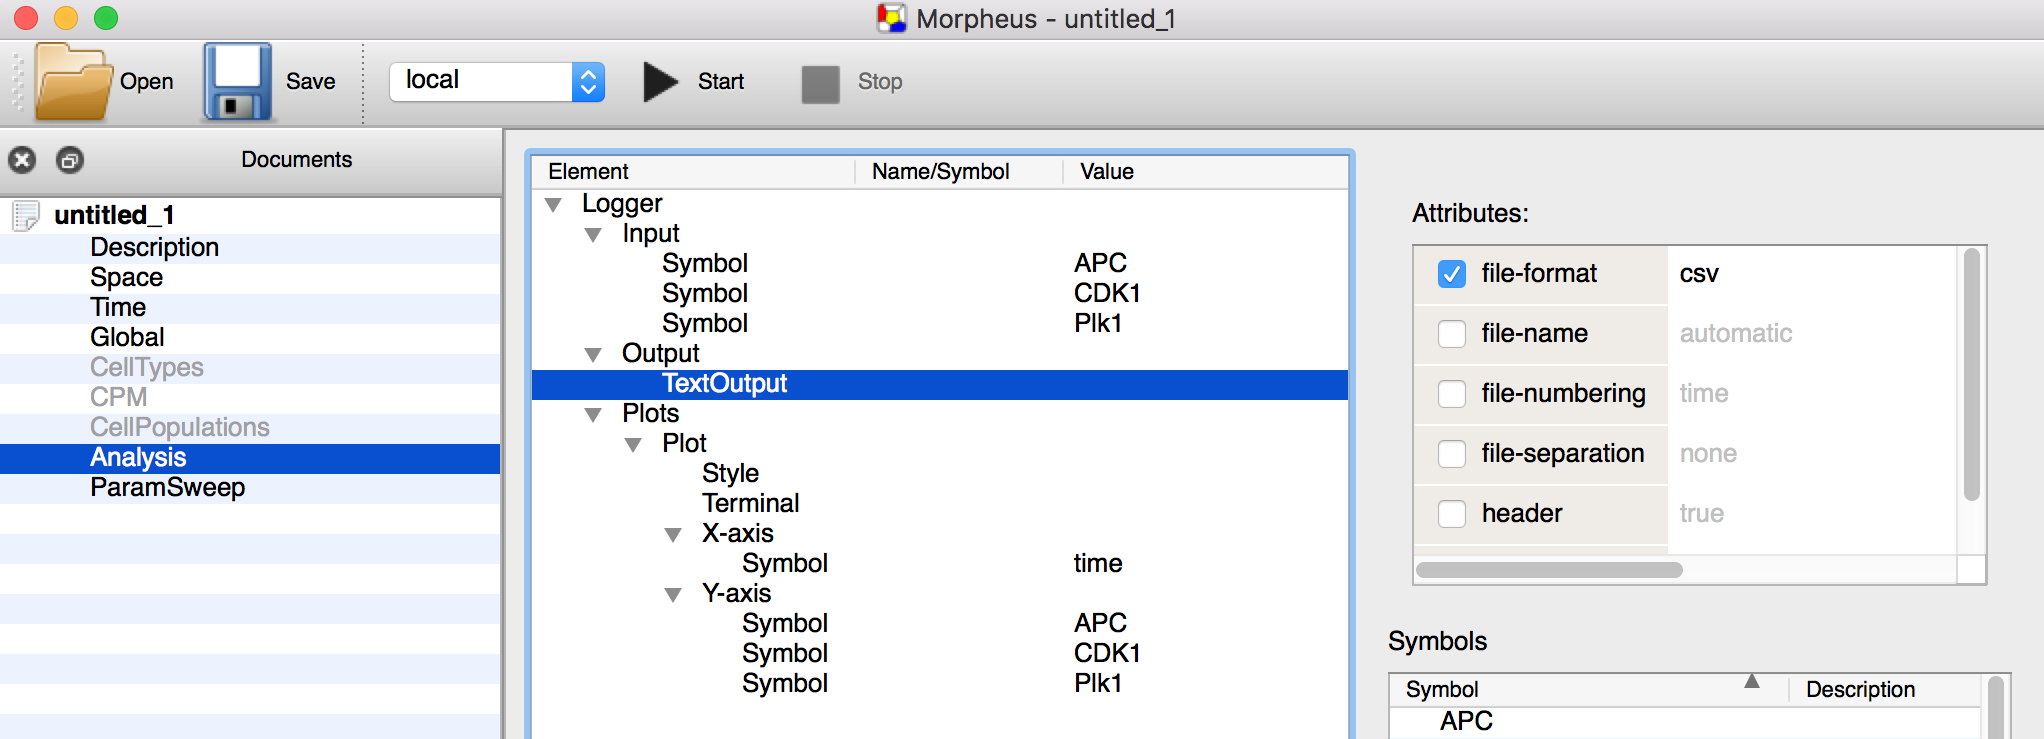 Morpheus - untitled_1
Open Save local Start Stop
Documents
untitled_1
Description
Space
Time
Global
CellTypes
CPM
CellPopulations
Analysis
ParamSweep
Element Name/Symbol Value
Logger
Input
Symbol APC
Symbol CDK1
Symbol Plk1
Output
TextOutput
Plots
Plot
Style
Terminal
X-axis
Symbol time
Y-axis
Symbol APC
Symbol CDK1
Symbol Plk1
Attributes:
file-format csv
file-name automatic
file-numbering time
file-separation none
header true
Symbols
Symbol Description
APC